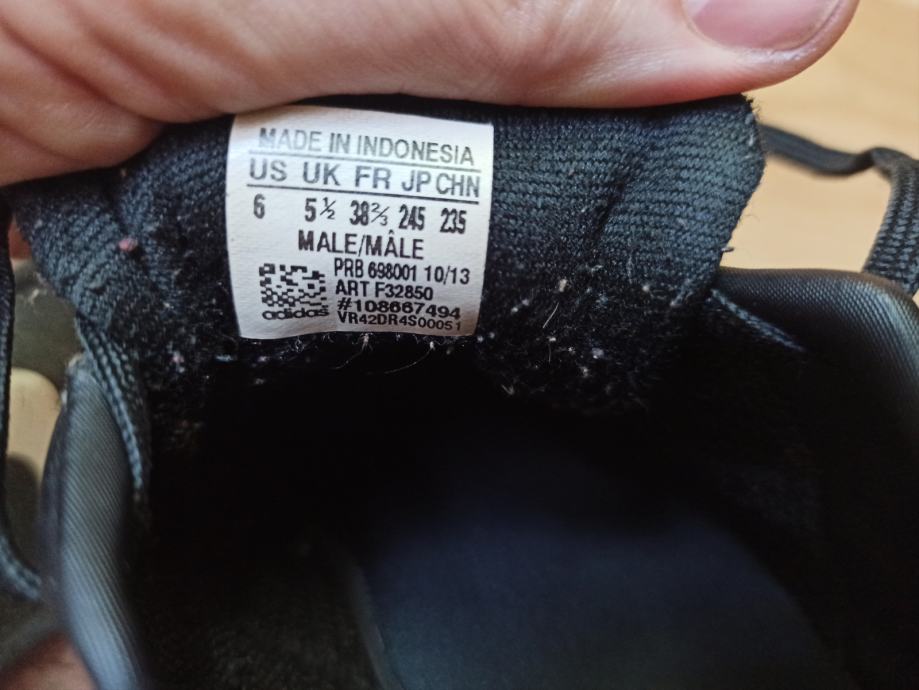 MADE IN INDONESIA
US UK FR JP CHN
6 5½ 38⅔ 245 235
MALE/MÂLE
PRB 698001 10/13
ART F32850
#108667494
adidas VR42DR4S00051